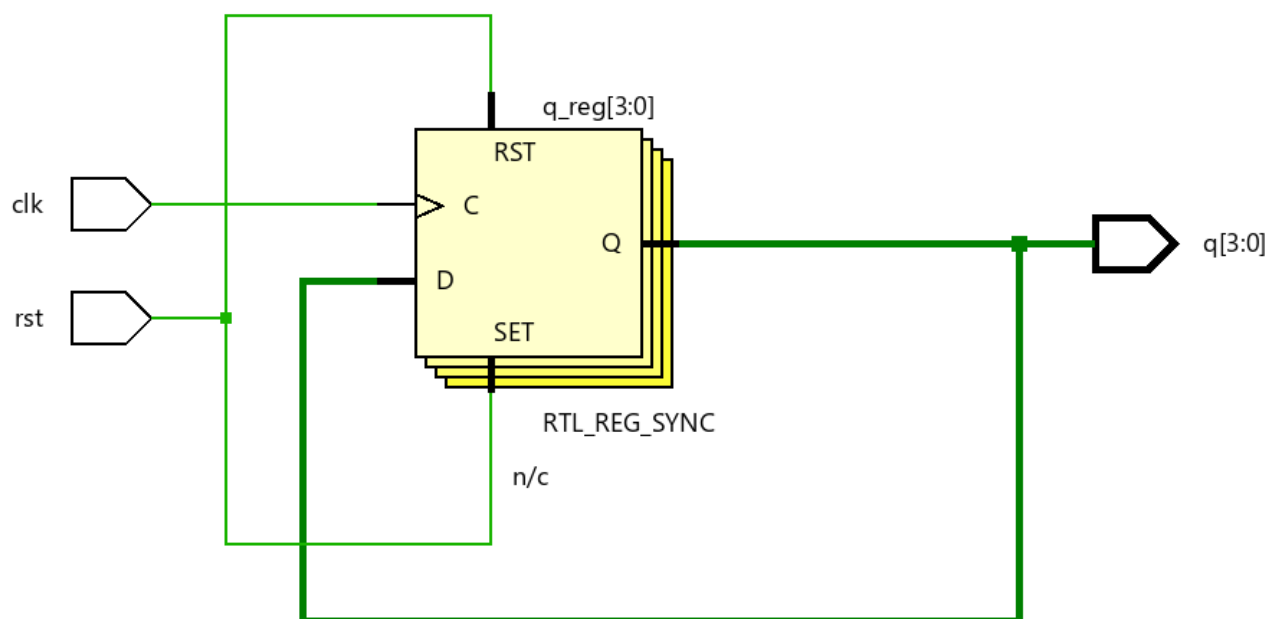 q_reg[3:0]
RST
clk
C
Q
q[3:0]
D
rst
SET
RTL_REG_SYNC
n/c